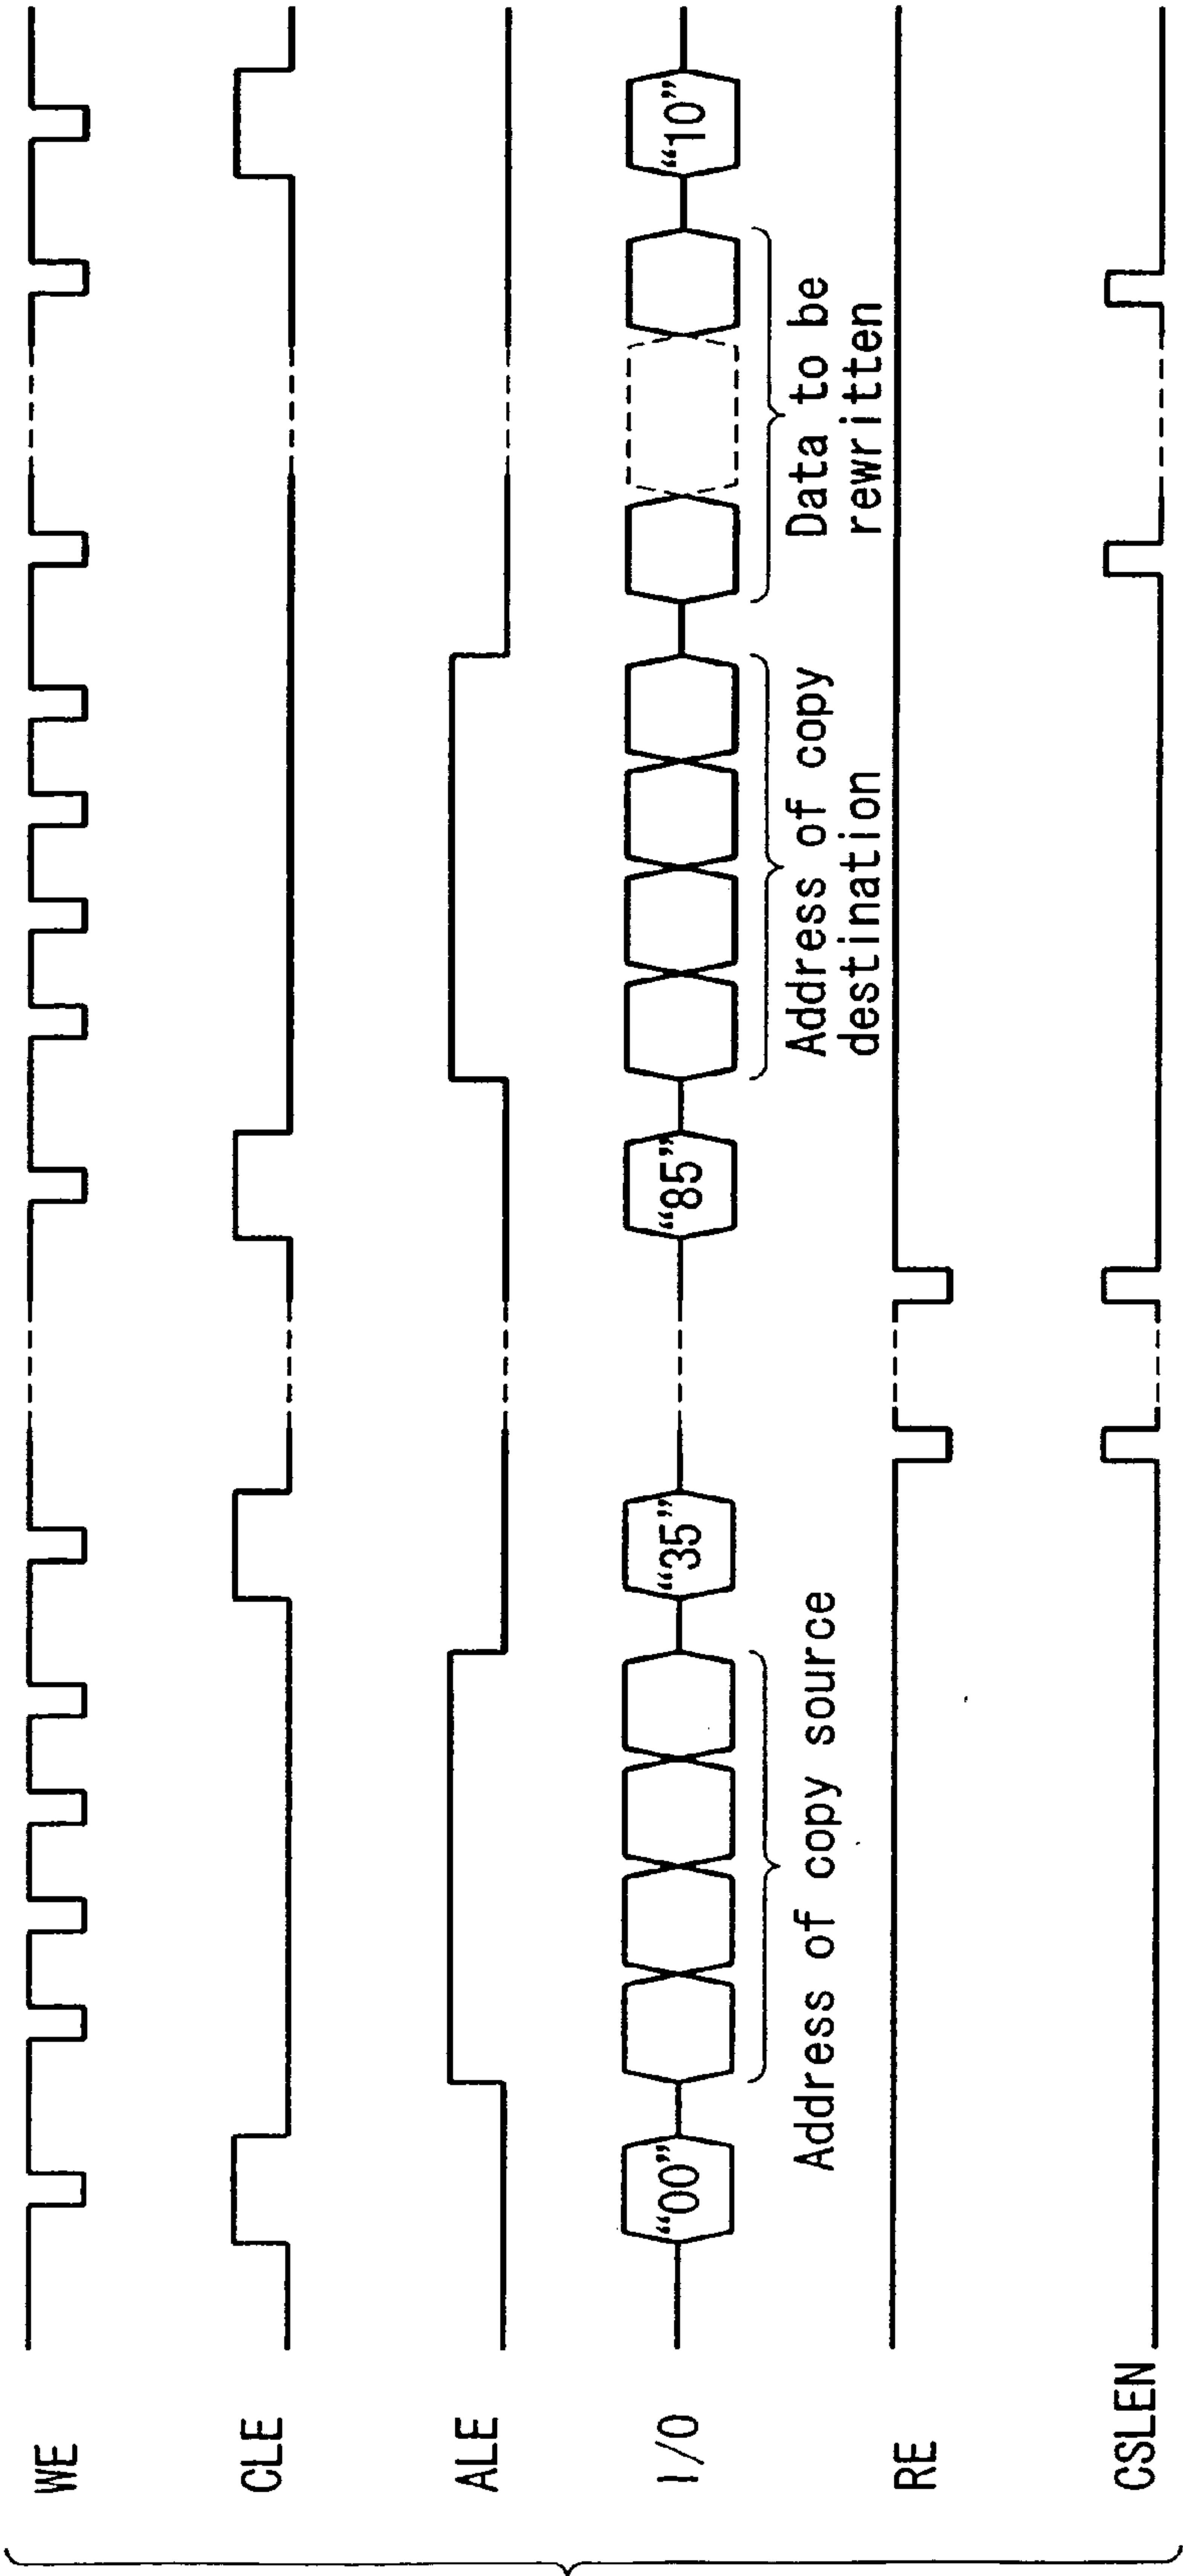 WE
CLE
ALE
I/O
“00”
“35”
“85”
“10”
Address of copy source
Address of copy
destination
Data to be
rewritten
RE
CSLEN